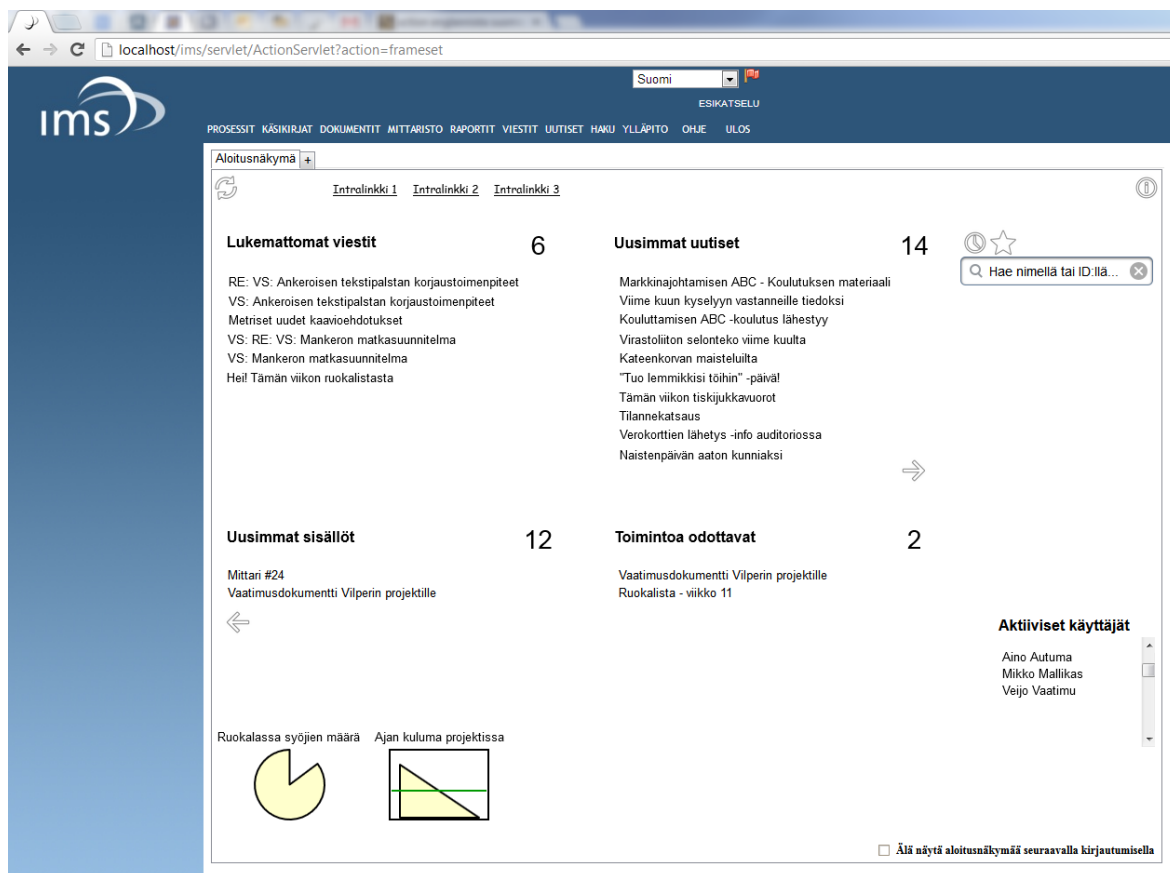 localhost/ims/servlet/ActionServlet?action=frameset
Suomi
ESIKATSELU
ims
PROSESSIT KÄSIKIRJAT DOKUMENTIT MITTARISTO RAPORTIT VIESTIT UUTISET HAKU YLLÄPITO OHJE ULOS
Aloitusnäkymä +
Intralinkki 1 Intralinkki 2 Intralinkki 3
Lukemattomat viestit 6
RE: VS: Ankeroisen tekstipalstan korjaustoimenpiteet
VS: Ankeroisen tekstipalstan korjaustoimenpiteet
Metriset uudet kaavioehdotukset
VS: RE: VS: Mankeron matkasuunnitelma
VS: Mankeron matkasuunnitelma
Hei! Tämän viikon ruokalistasta
Uusimmat uutiset 14
Markkinajohtamisen ABC - Koulutuksen materiaali
Viime kuun kyselyyn vastanneille tiedoksi
Kouluttamisen ABC -koulutus lähestyy
Virastoliiton selonteko viime kuulta
Kateenkorvan maisteluilta
"Tuo lemmikkisi töihin" -päivä!
Tämän viikon tiskijukkavuorot
Tilannekatsaus
Verokorttien lähetys -info auditoriossa
Naistenpäivän aaton kunniaksi
Hae nimellä tai ID:llä...
Uusimmat sisällöt 12
Mittari #24
Vaatimusdokumentti Vilperin projektille
Toimintoa odottavat 2
Vaatimusdokumentti Vilperin projektille
Ruokalista - viikko 11
Aktiiviset käyttäjät
Aino Autuma
Mikko Mallikas
Veijo Vaatimu
Ruokalassa syöjien määrä
Ajan kuluma projektissa
Älä näytä aloitusnäkymää seuraavalla kirjautumisella